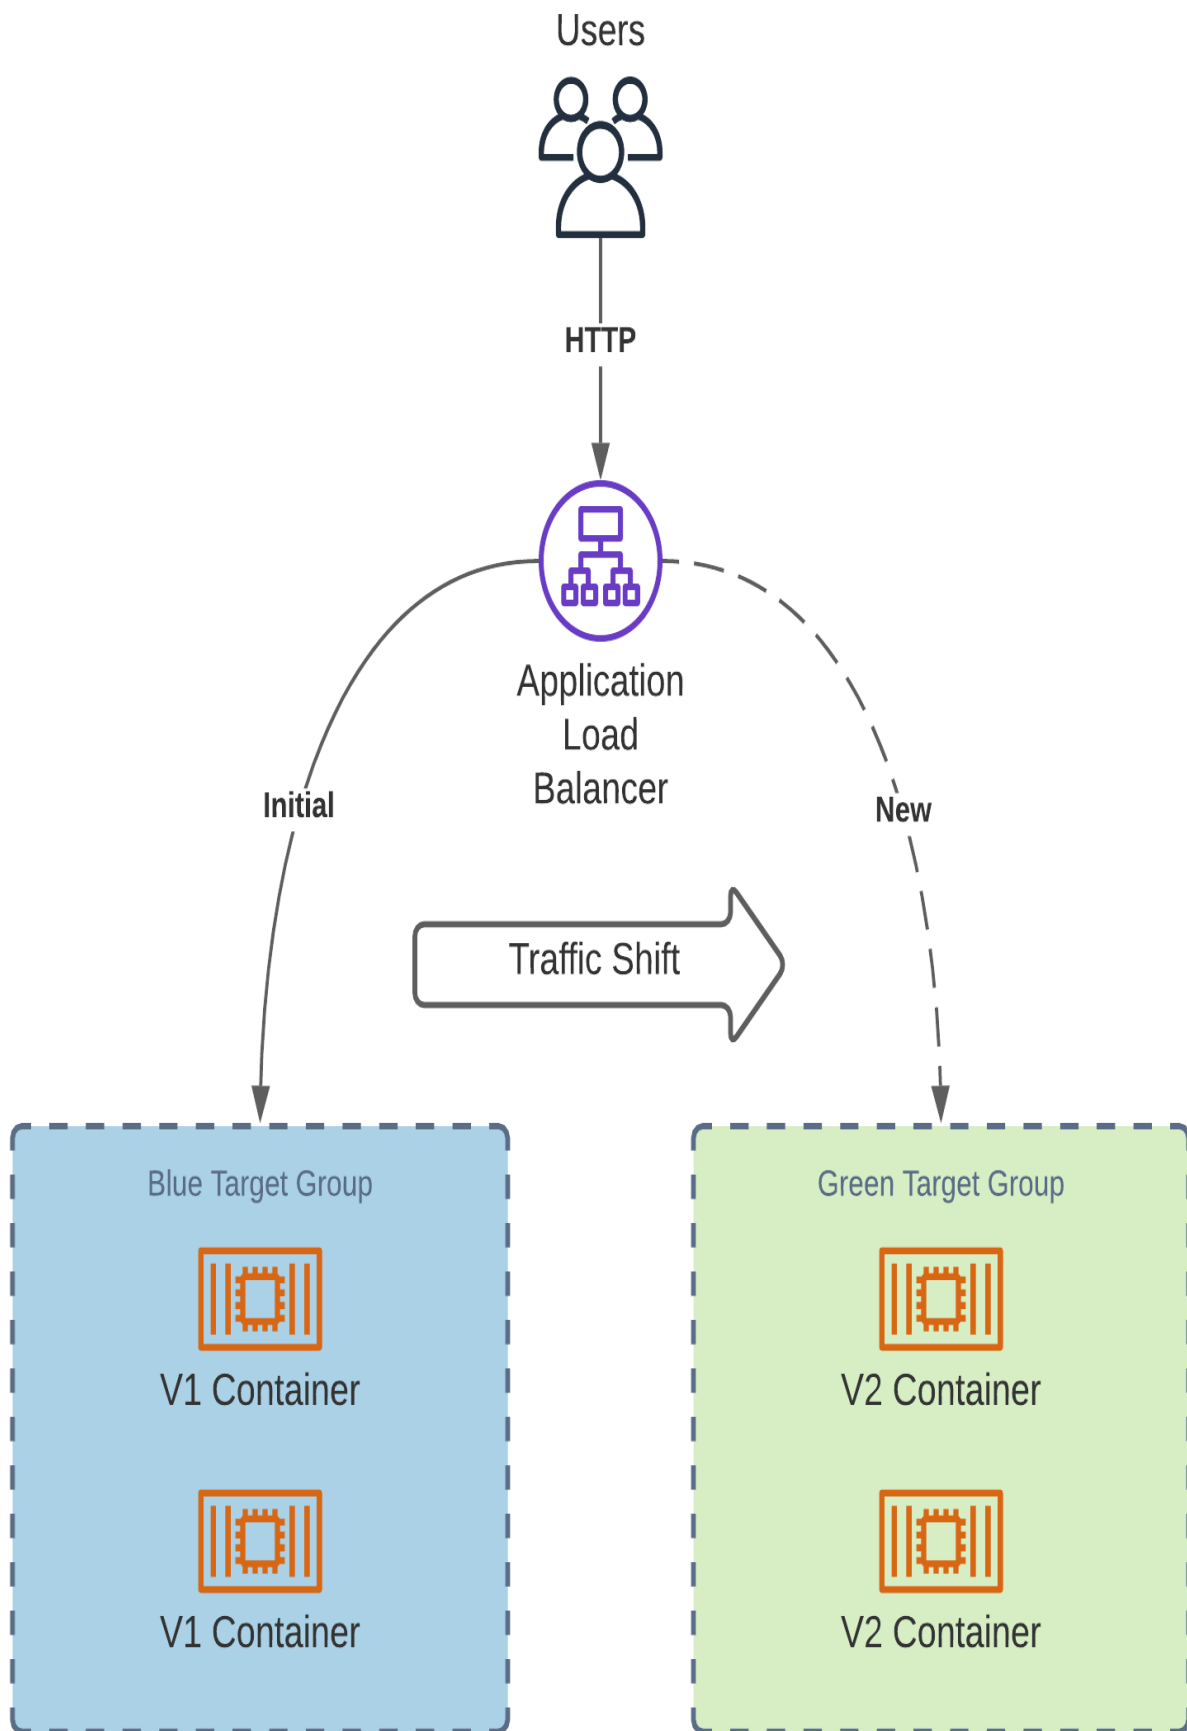 Users
HTTP
Application
Load
Balancer
Initial
New
Traffic Shift
Blue Target Group
Green Target Group
V1 Container
V2 Container
V1 Container
V2 Container